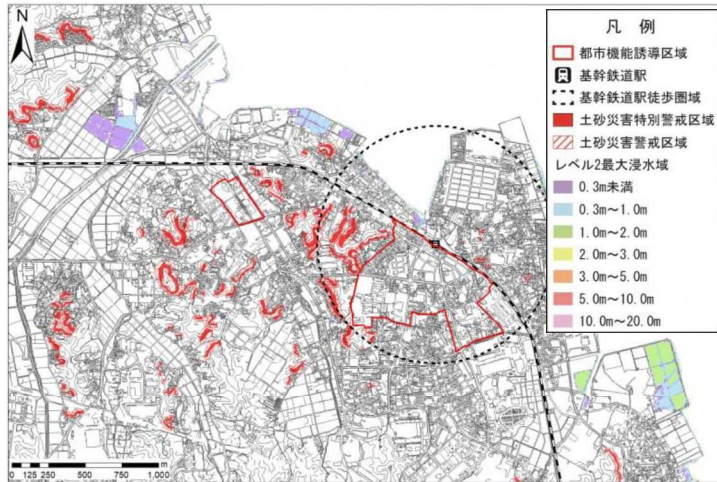 N
凡 例
都市機能誘導区域
基幹鉄道駅
基幹鉄道駅徒歩圏域
土砂災害特別警戒区域
土砂災害警戒区域
レベル2最大浸水域
0.3m未満
0.3m～1.0m
1.0m～2.0m
2.0m～3.0m
3.0m～5.0m
5.0m～10.0m
10.0m～20.0m
0 125 250 500 750 1,000 m